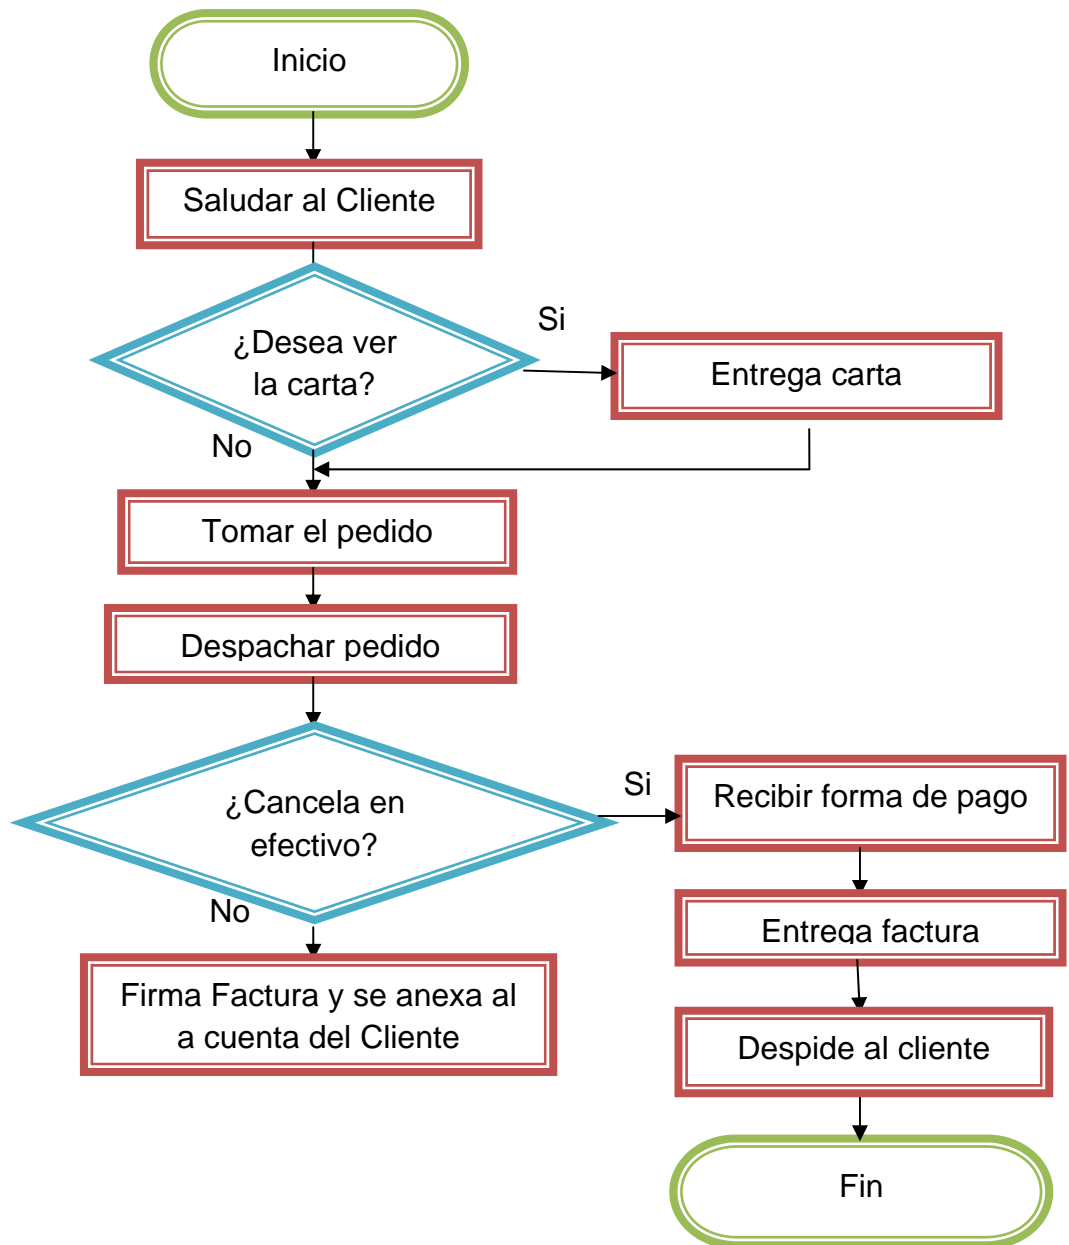 Inicio
Saludar al Cliente
¿Desea ver
la carta?
Si
Entrega carta
No
Tomar el pedido
Despachar pedido
¿Cancela en
efectivo?
Si
Recibir forma de pago
No
Entrega factura
Firma Factura y se anexa al
a cuenta del Cliente
Despide al cliente
Fin